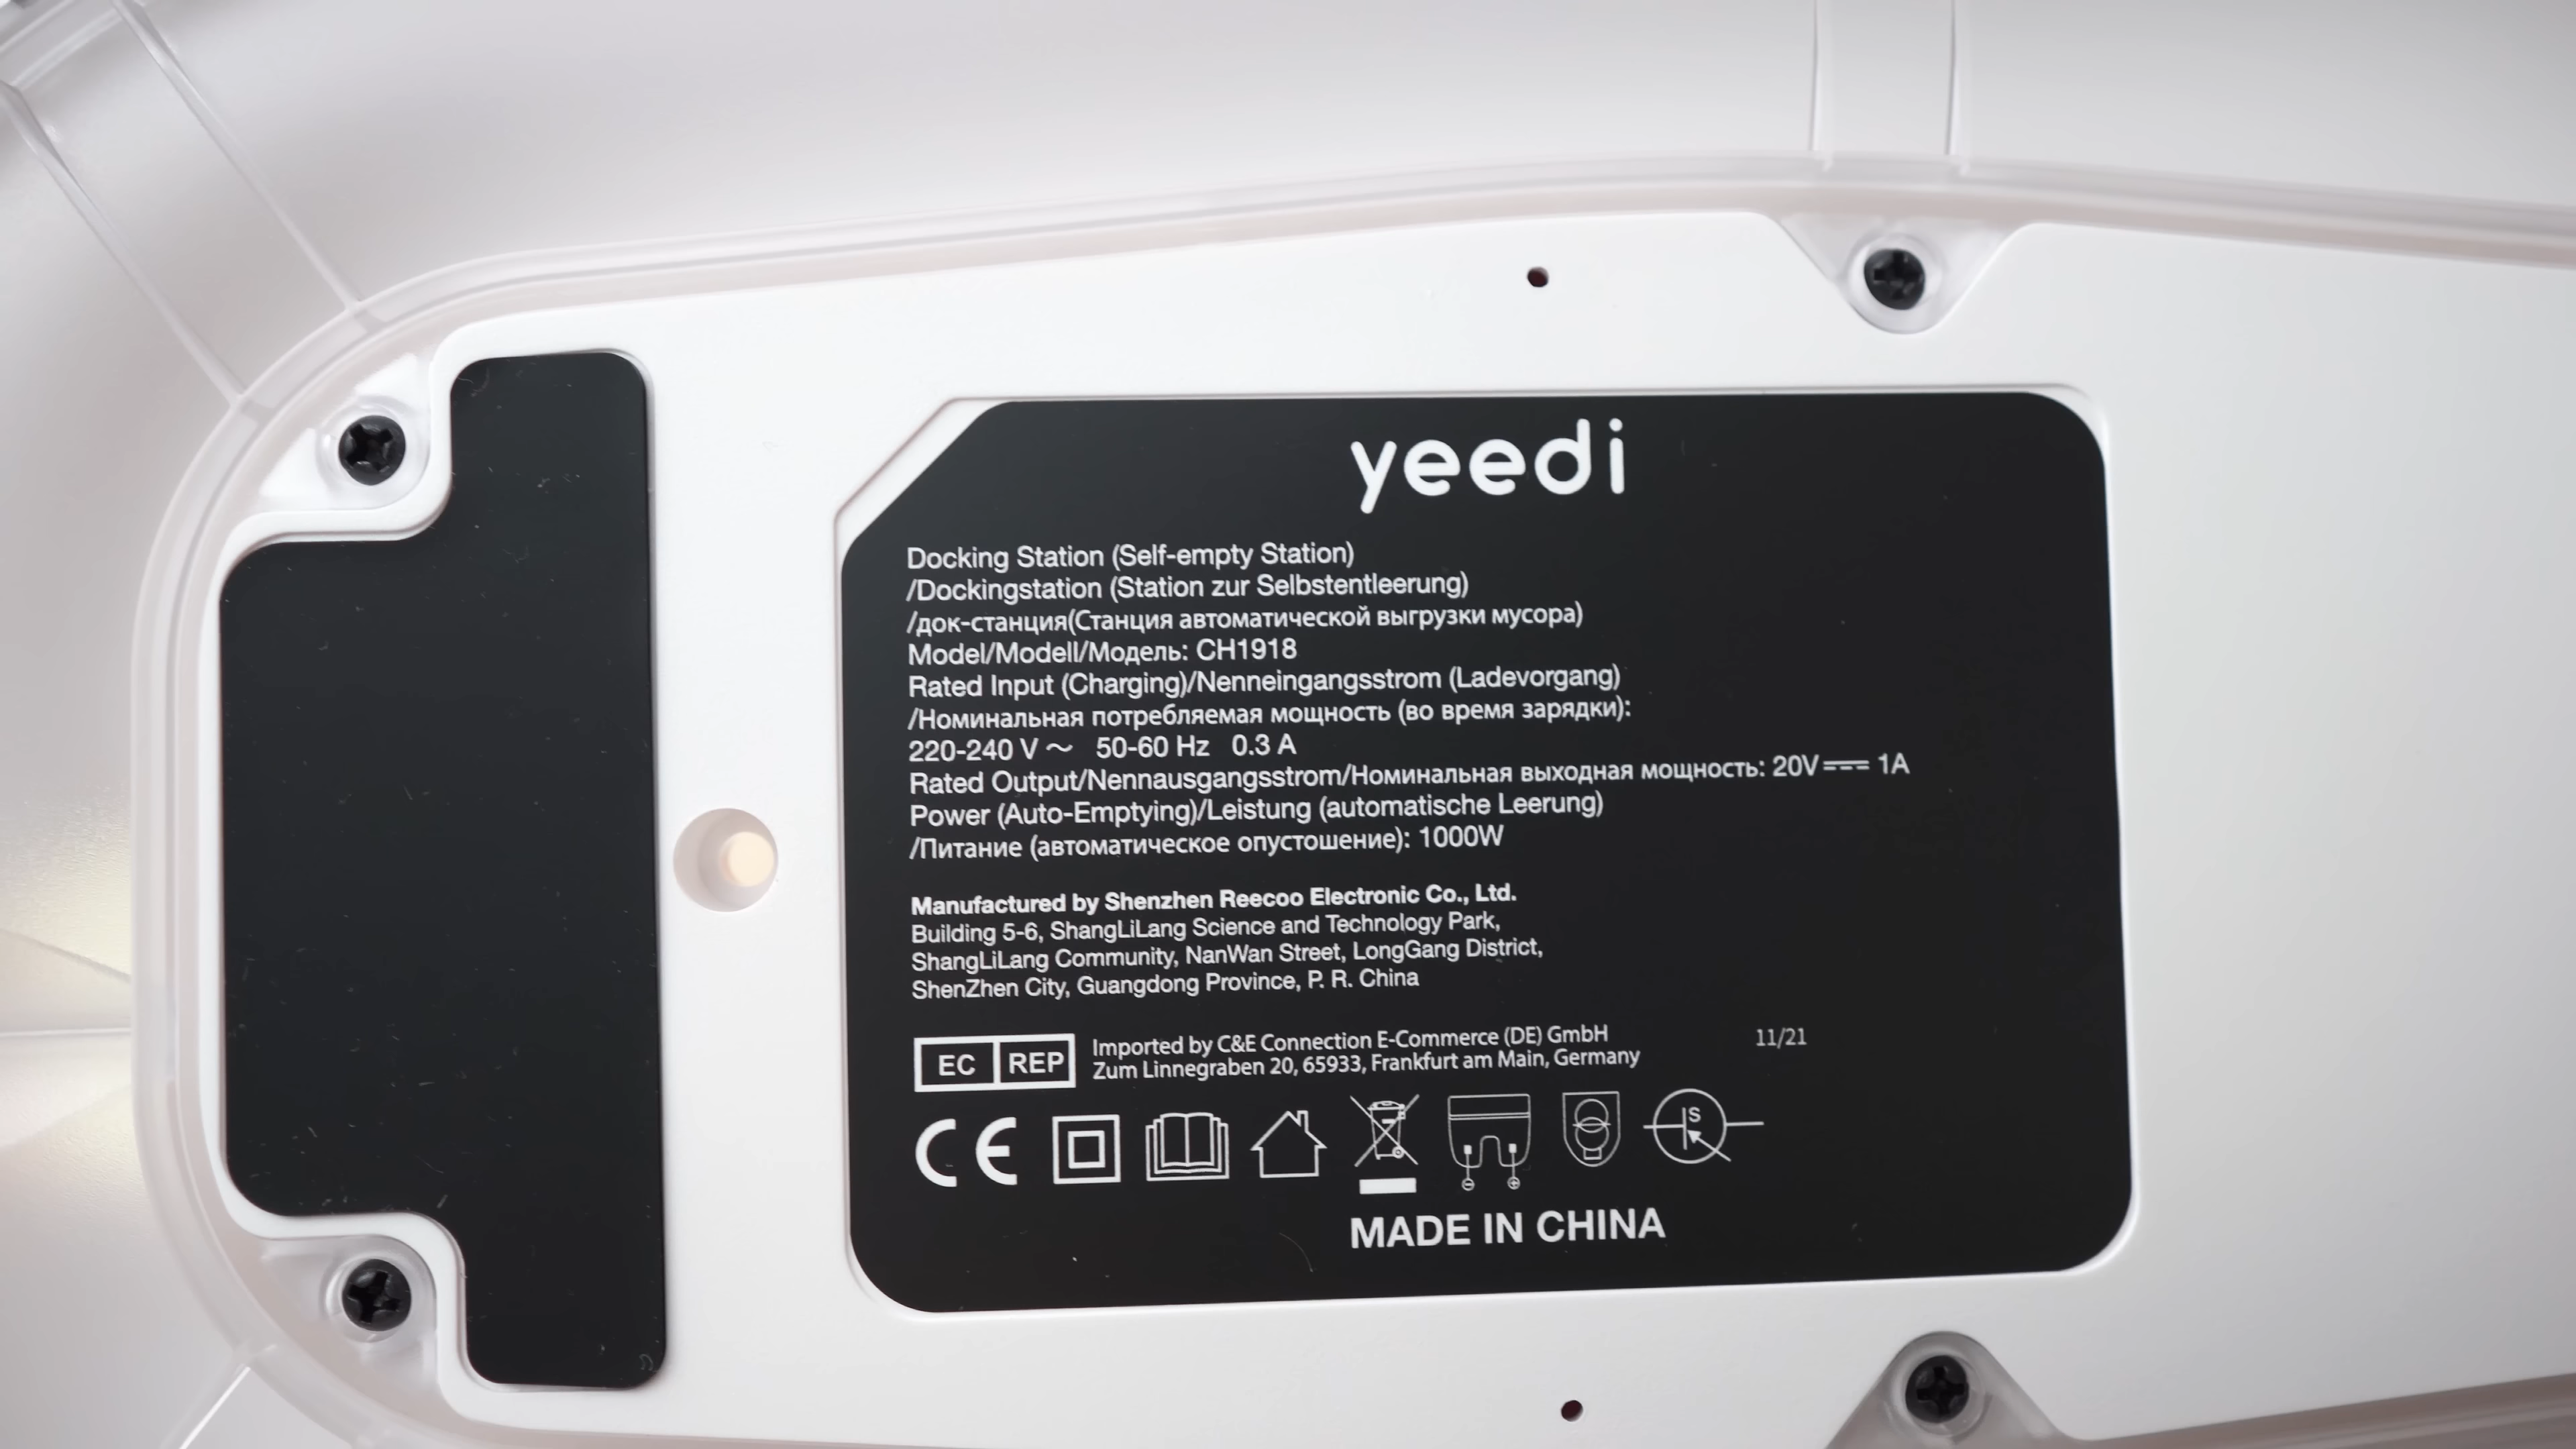 yeedi
Docking Station (Self-empty Station)
/Dockingstation (Station zur Selbstentleerung)
/док-станция(Станция автоматической выгрузки мусора)
Model/Modell/Модель: CH1918
Rated Input (Charging)/Nenneingangsstrom (Ladevorgang)
/Номинальная потребляемая мощность (во время зарядки):
220-240 V ～ 50-60 Hz 0.3 A
Rated Output/Nennausgangsstrom/Номинальная выходная мощность: 20V⎓ 1A
Power (Auto-Emptying)/Leistung (automatische Leerung)
/Питание (автоматическое опустошение): 1000W
Manufactured by Shenzhen Reecoo Electronic Co., Ltd.
Building 5-6, ShangLiLang Science and Technology Park,
ShangLiLang Community, NanWan Street, LongGang District,
ShenZhen City, Guangdong Province, P. R. China
EC REP
Imported by C&E Connection E-Commerce (DE) GmbH
Zum Linnegraben 20, 65933, Frankfurt am Main, Germany
11/21
CE
S
MADE IN CHINA